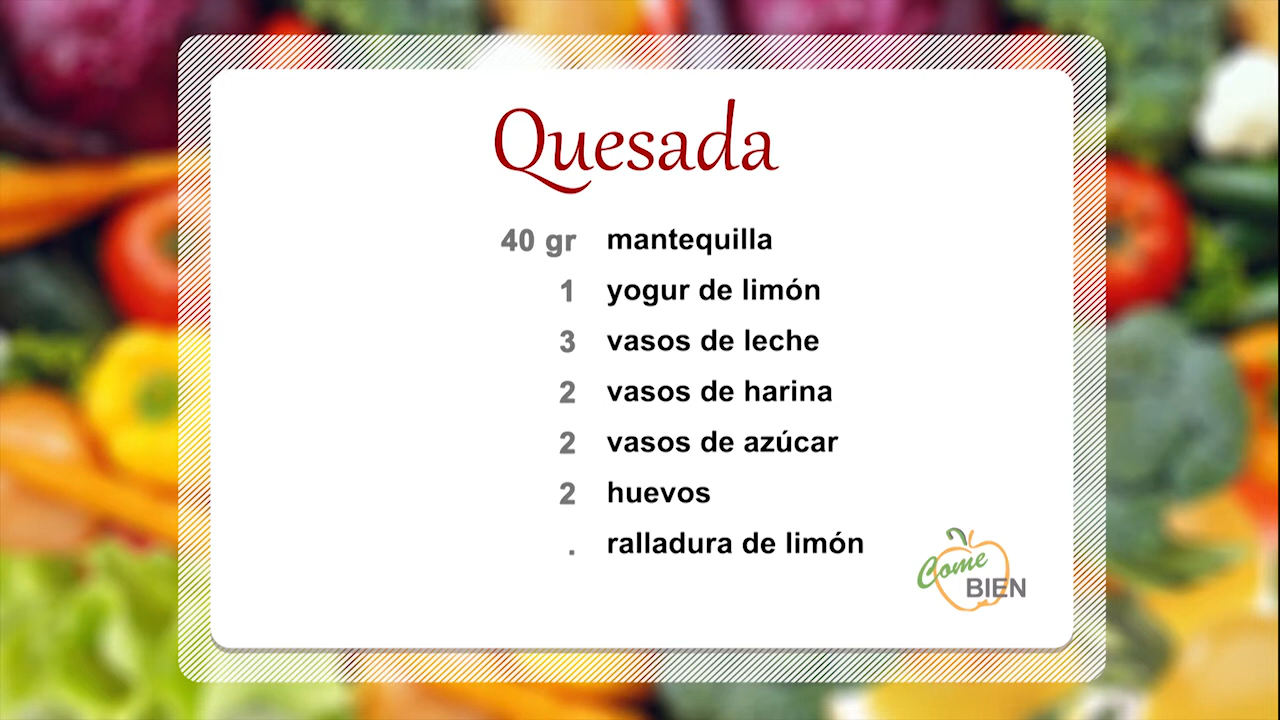 Quesada
40 gr mantequilla
1 yogur de limón
3 vasos de leche
2 vasos de harina
2 vasos de azúcar
2 huevos
. ralladura de limón
Come
BIEN